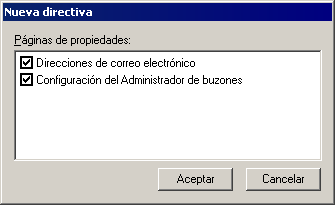 Nueva directiva
Páginas de propiedades:
Direcciones de correo electrónico
Configuración del Administrador de buzones
Aceptar
Cancelar